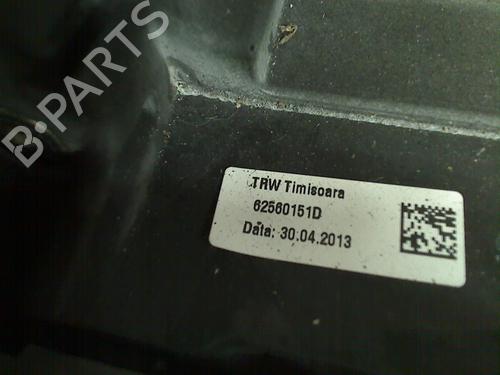 B-PARTS
TRW Timisoara
62560151D
Data: 30.04.2013